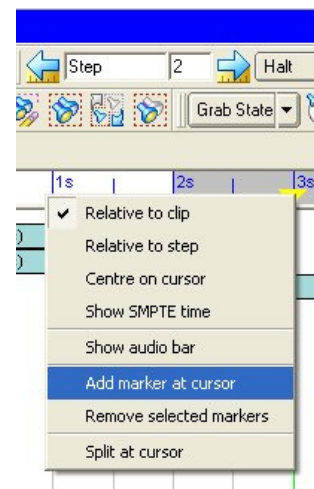 Step 2 Halt
Grab State
1s 2s 3s
Relative to clip
Relative to step
Centre on cursor
Show SMPTE time
Show audio bar
Add marker at cursor
Remove selected markers
Split at cursor